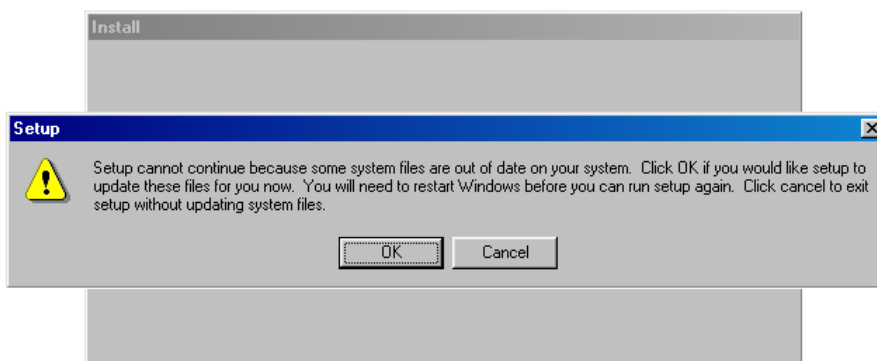 Install
Setup
Setup cannot continue because some system files are out of date on your system.  Click OK if you would like setup to
update these files for you now.  You will need to restart Windows before you can run setup again.  Click cancel to exit
setup without updating system files.
OK
Cancel